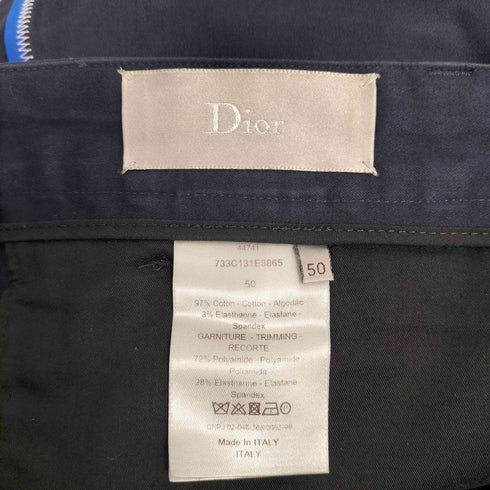 Dior
44741
733C131E3865
50
50
97% Coton - Cotton - Algodão
3% Elasthanne - Elastane -
Spandex
GARNITURE - TRIMMING -
RECORTE
72% Polyamide - Polyamide -
Poliamida
28% Elasthanne - Elastane
Spandex
Made In ITALY
ITALY